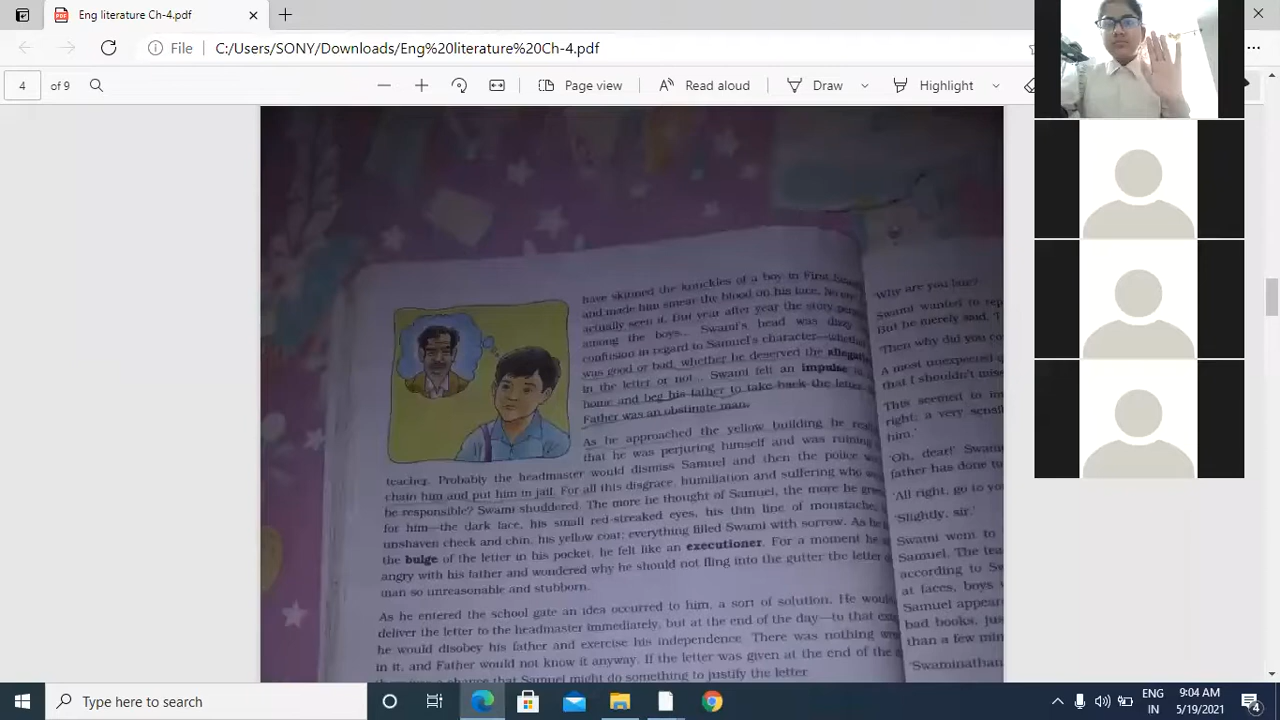 Eng literature Ch-4.pdf
File C:/Users/SONY/Downloads/Eng%20literature%20Ch-4.pdf
4 of 9 Page view Read aloud Draw Highlight
have skinned the knuckles of a boy in First
and made him smear the blood on his face. No
actually seen it. But year after year the story
among the boys... Swami's head was dizzy
confusion in regard to Samuel's character—whether
was good or bad, whether he deserved the
in the letter or not... Swami felt an impulse
home and beg his father to take back the letter
Father was an obstinate man.
As he approached the yellow building he
that he was perjuring himself and was ruining
teacher. Probably the headmaster would dismiss Samuel and then the police
chain him and put him in jail. For all this disgrace, humiliation and suffering who
be responsible? Swami shuddered. The more he thought of Samuel, the more he
for him—the dark face, his small red-streaked eyes, his thin line of moustache,
unshaven cheek and chin, his yellow coat; everything filled Swami with sorrow. As he
the bulge of the letter in his pocket, he felt like an executioner. For a moment he
angry with his father and wondered why he should not fling into the gutter the letter
man so unreasonable and stubborn.
As he entered the school gate an idea occurred to him, a sort of solution. He would
deliver the letter to the headmaster immediately, but at the end of the day—to that
he would disobey his father and exercise his independence. There was nothing
in it, and Father would not know it anyway. If the letter was given at the end of the
a chance that Samuel might do something to justify the letter
Why are you
Swami wanted to
But he merely said, 'I
'Then why did you
A most unexpected
that I shouldn't
This seemed to
right; a very
him.'
'Oh, dear!'
father has done
'All right, go to
'Slightly, sir.'
Swami went to
Samuel. The
according to
at faces, boys
Samuel
bad books,
than a few
'Swaminathan
Type here to search
ENG
IN
9:04 AM
5/19/2021
4